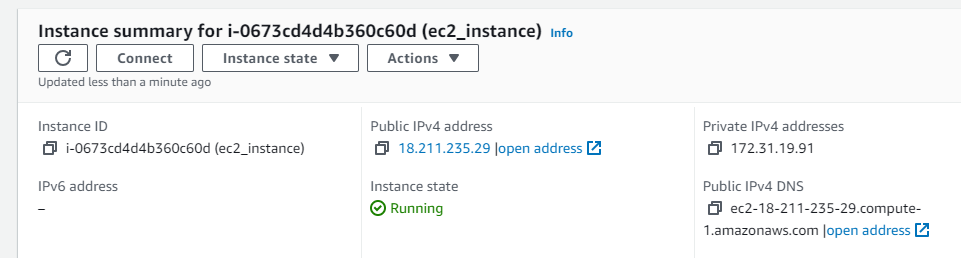 Instance summary for i-0673cd4d4b360c60d (ec2_instance) Info
Connect Instance state Actions
Updated less than a minute ago
Instance ID
i-0673cd4d4b360c60d (ec2_instance)
Public IPv4 address
18.211.235.29 |open address
Private IPv4 addresses
172.31.19.91
IPv6 address
–
Instance state
Running
Public IPv4 DNS
ec2-18-211-235-29.compute-
1.amazonaws.com |open address